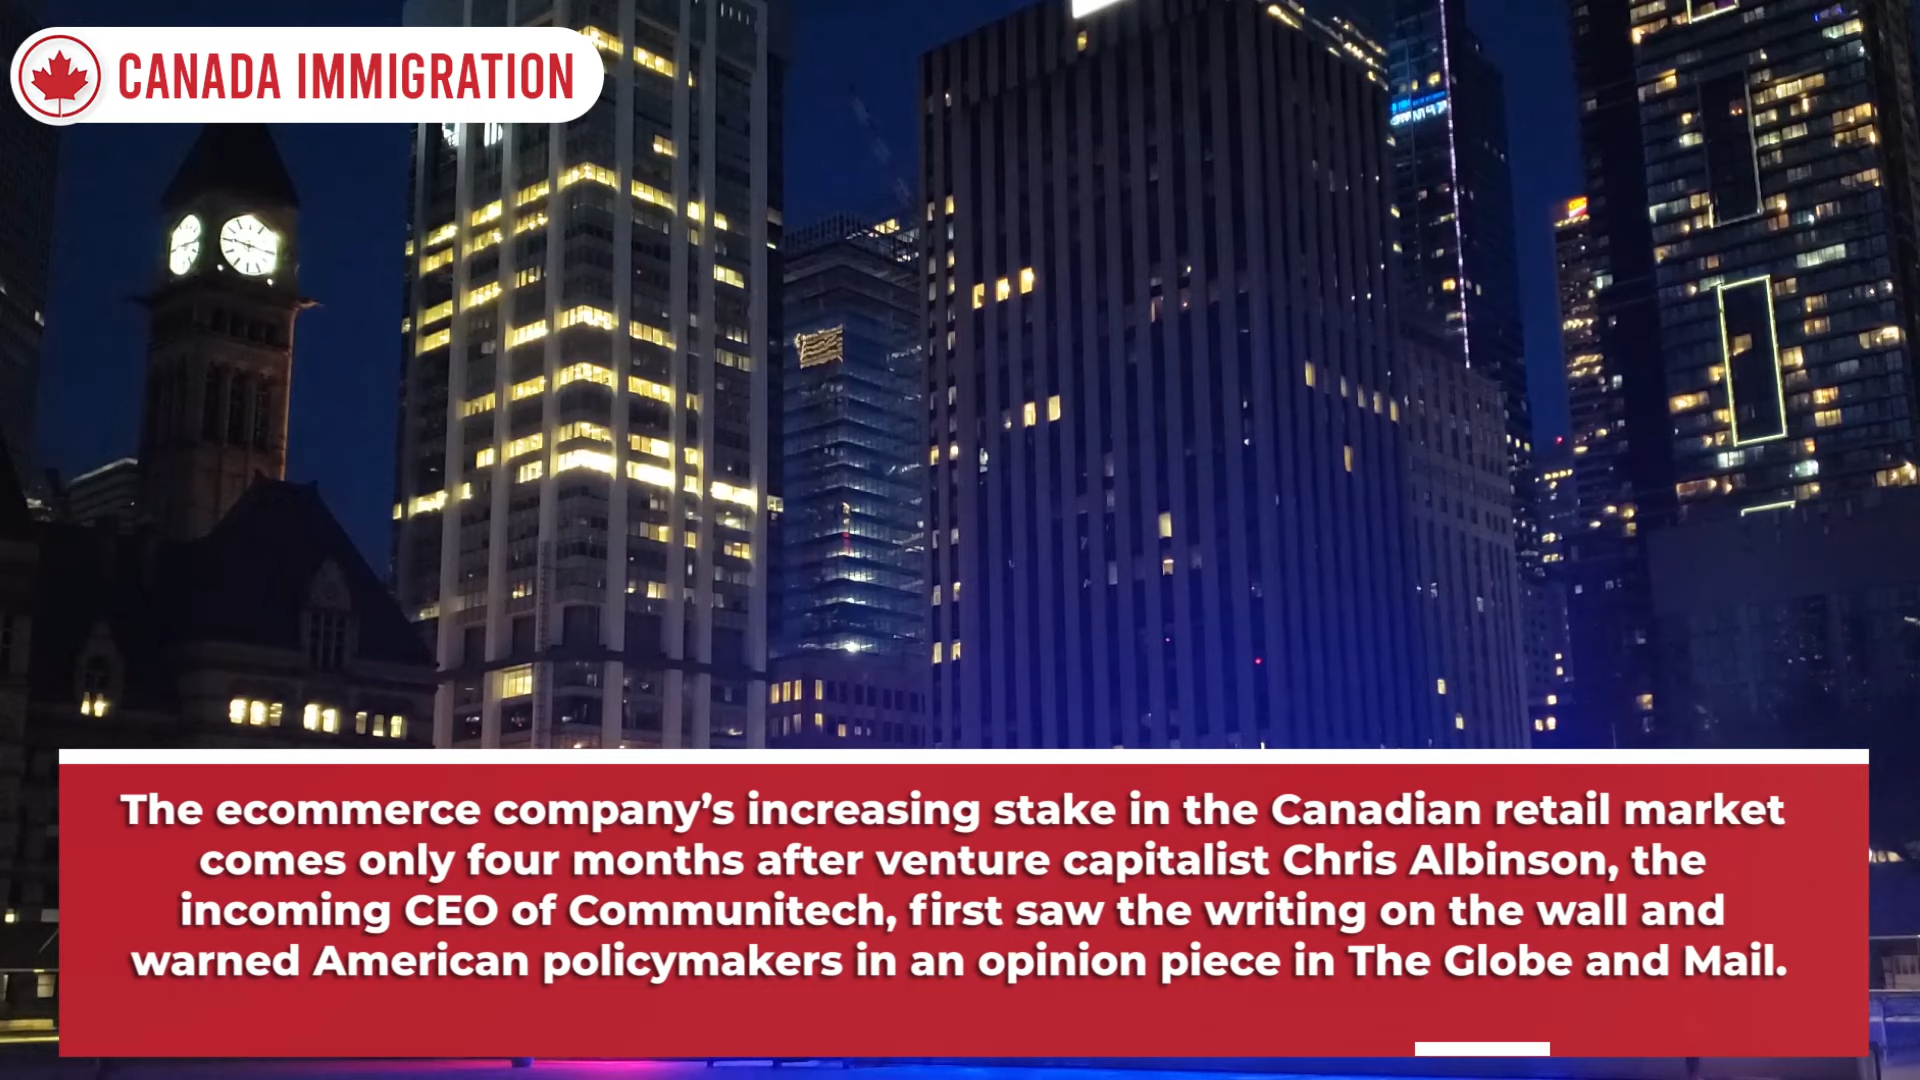 CANADA IMMIGRATION
The ecommerce company’s increasing stake in the Canadian retail market
comes only four months after venture capitalist Chris Albinson, the
incoming CEO of Communitech, first saw the writing on the wall and
warned American policymakers in an opinion piece in The Globe and Mail.